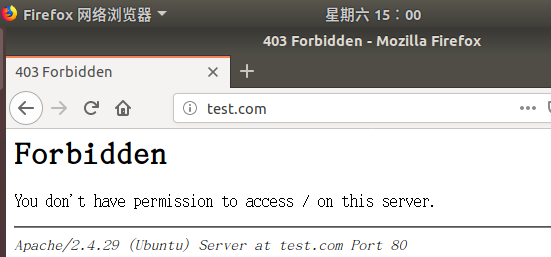 Firefox 网络浏览器 星期六 15：00
403 Forbidden - Mozilla Firefox
403 Forbidden
test.com
Forbidden
You don't have permission to access / on this server.
Apache/2.4.29 (Ubuntu) Server at test.com Port 80